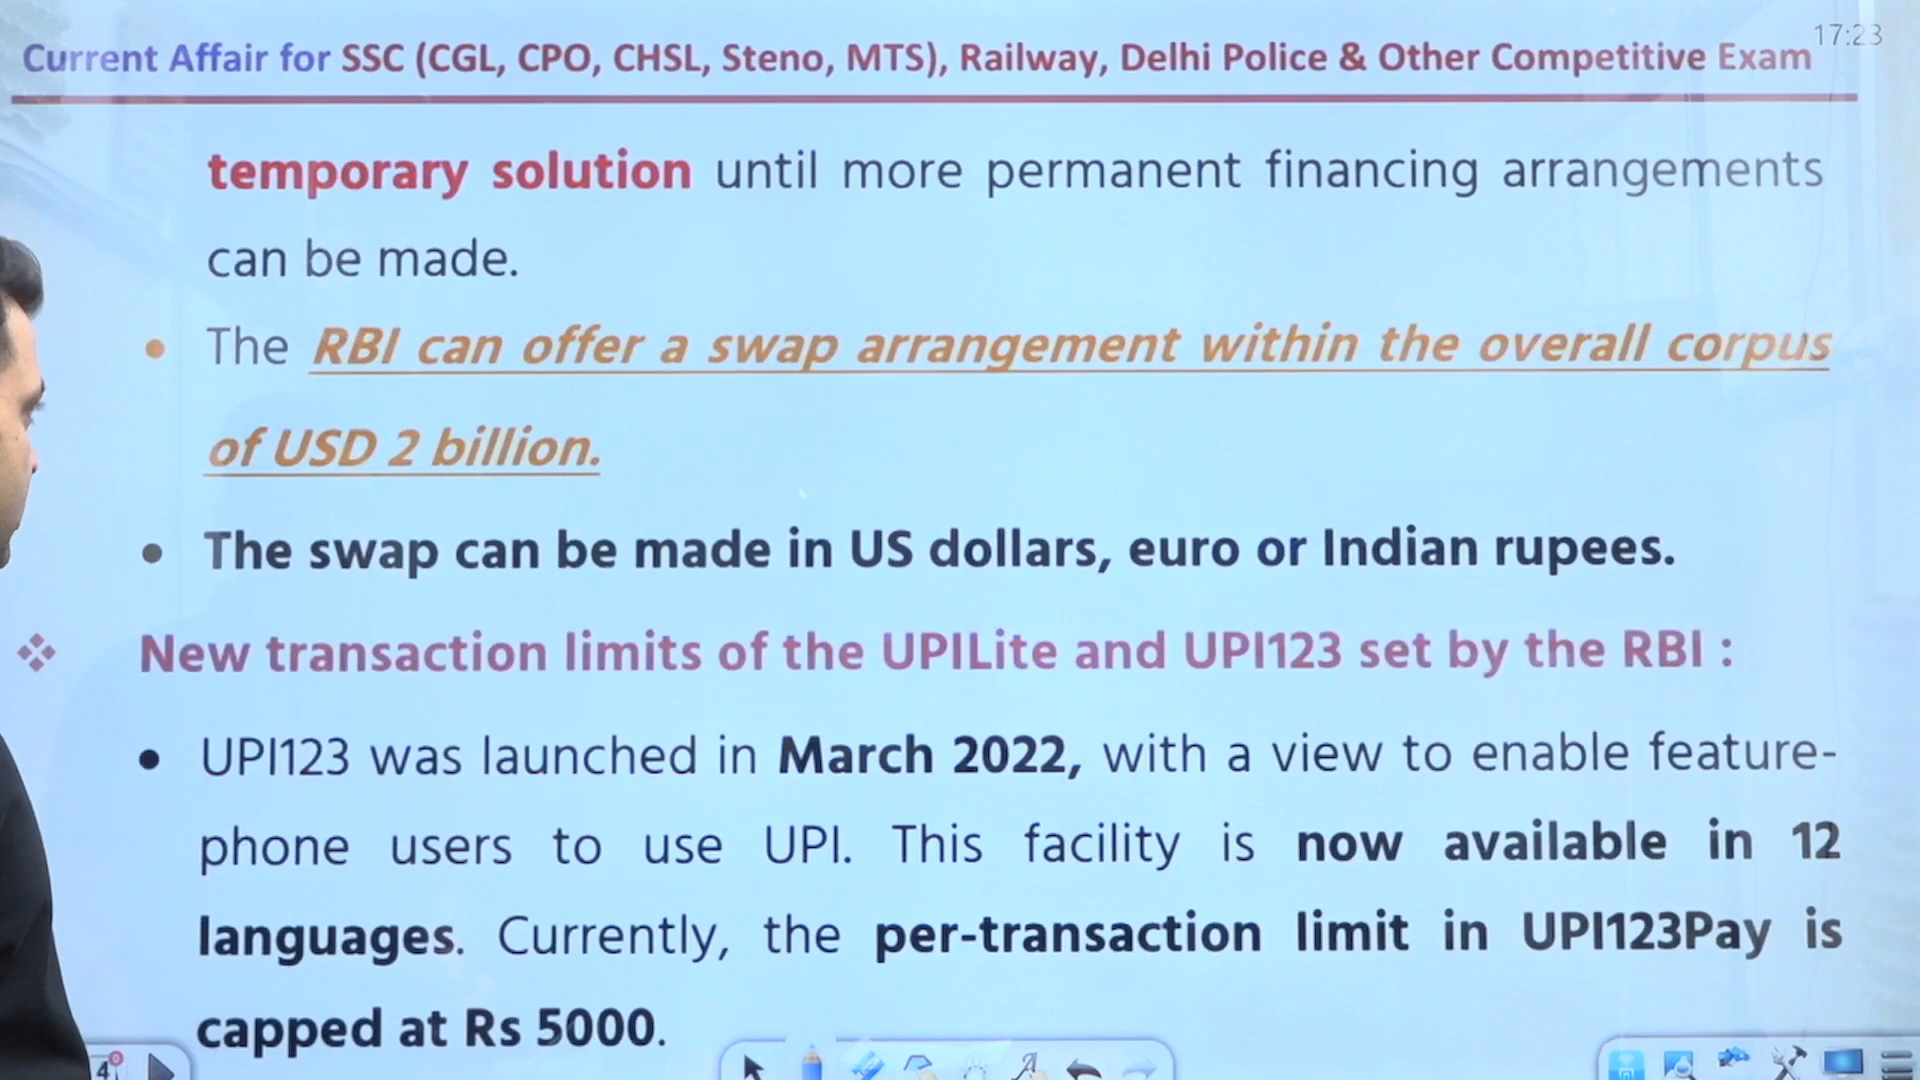 17:23
Current Affair for SSC (CGL, CPO, CHSL, Steno, MTS), Railway, Delhi Police & Other Competitive Exam
temporary solution until more permanent financing arrangements
can be made.
• The RBI can offer a swap arrangement within the overall corpus
of USD 2 billion.
• The swap can be made in US dollars, euro or Indian rupees.
❖ New transaction limits of the UPILite and UPI123 set by the RBI :
• UPI123 was launched in March 2022, with a view to enable feature-
phone users to use UPI. This facility is now available in 12
languages. Currently, the per-transaction limit in UPI123Pay is
capped at Rs 5000.
4
0